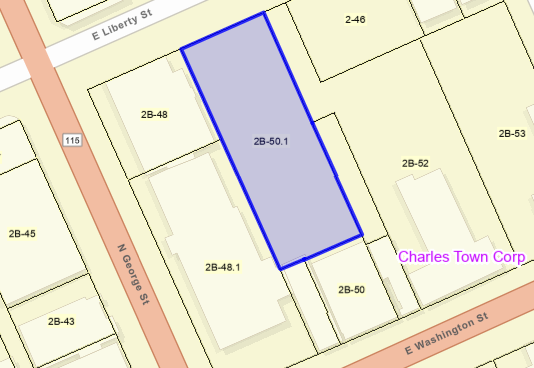 E Liberty St
2-46
2B-48
115
2B-50.1
2B-53
2B-52
2B-45
N George St
2B-48.1
Charles Town Corp
2B-50
2B-43
E Washington St